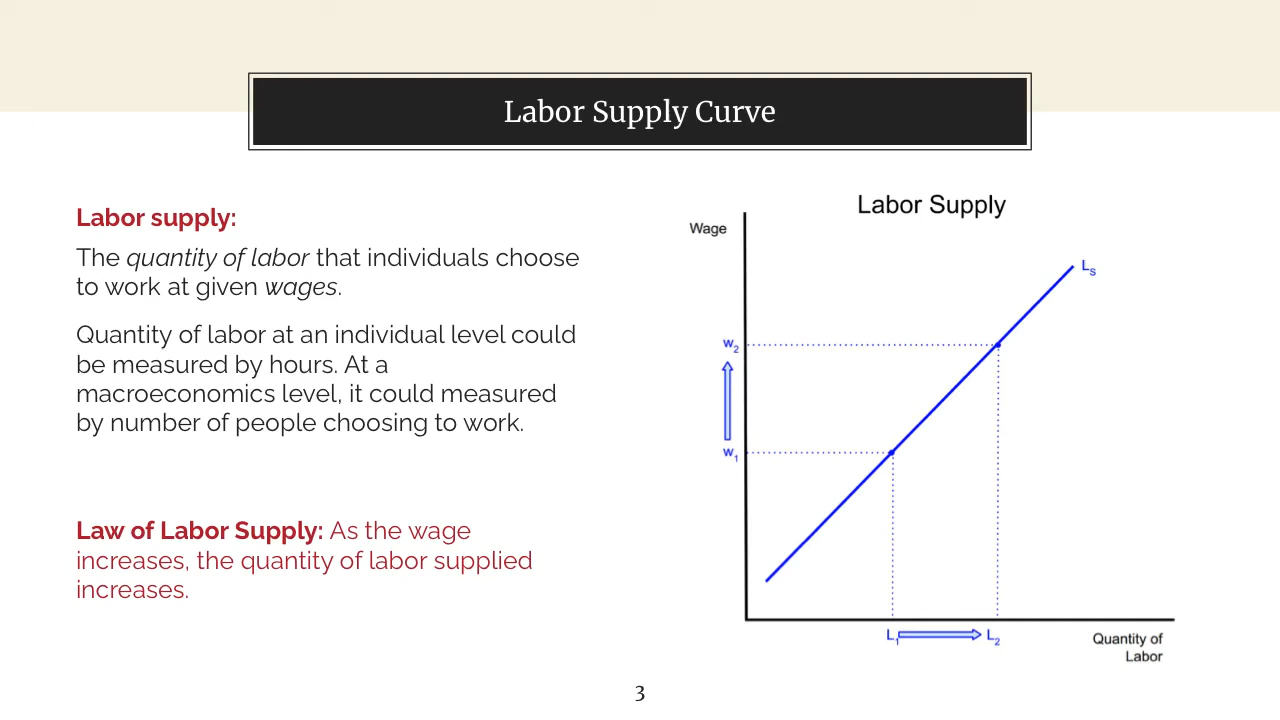 Labor Supply Curve
Labor supply:
The quantity of labor that individuals choose
to work at given wages.
Quantity of labor at an individual level could
be measured by hours. At a
macroeconomics level, it could measured
by number of people choosing to work.
Law of Labor Supply: As the wage
increases, the quantity of labor supplied
increases.
Labor Supply
Wage
LS
w2
w1
L1
L2
Quantity of
Labor
3